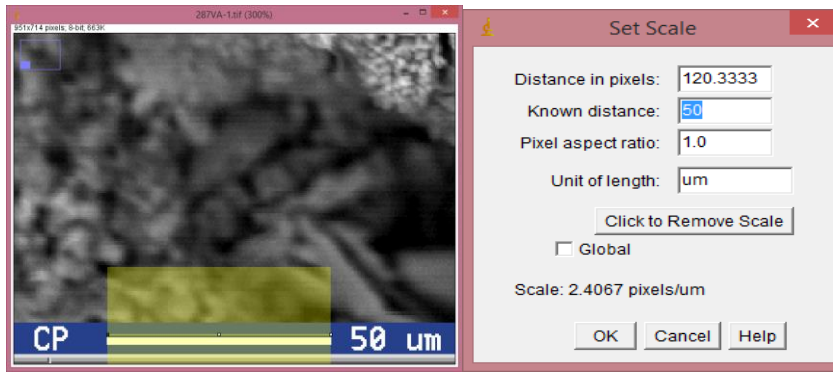 287VA-1.tif (300%)
951x714 pixels; 8-bit; 663K
CP 50 um
Set Scale
Distance in pixels: 120.3333
Known distance: 50
Pixel aspect ratio: 1.0
Unit of length: um
Click to Remove Scale
Global
Scale: 2.4067 pixels/um
OK Cancel Help